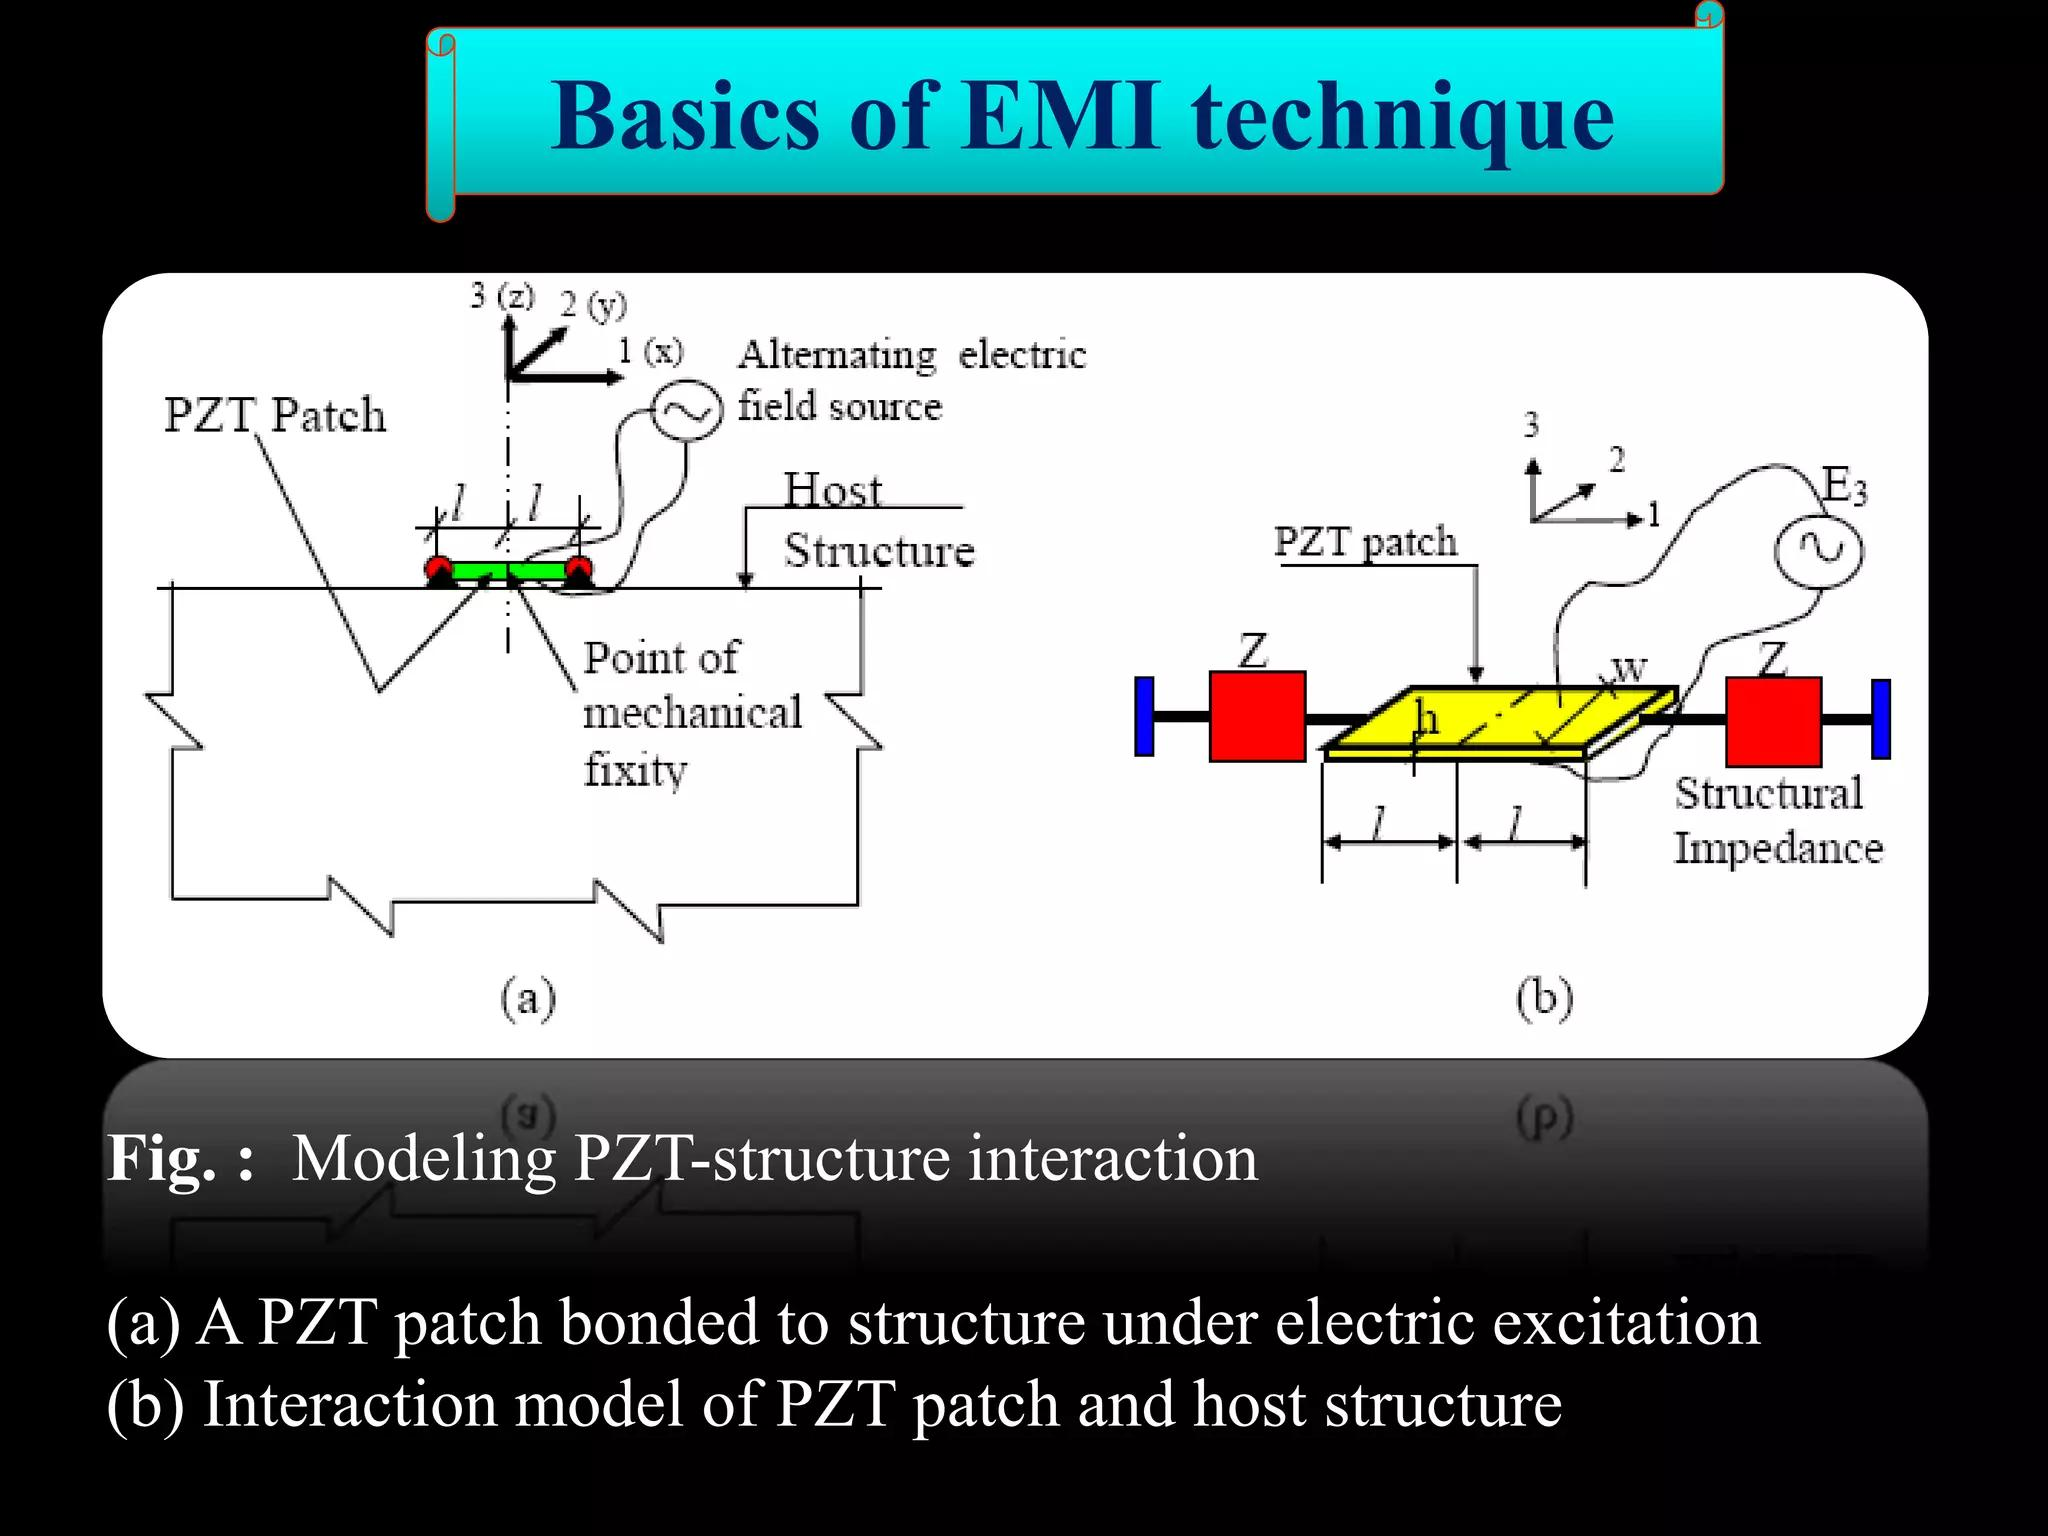 Basics of EMI technique
3 (z)
2 (y)
1 (x)
Alternating electric
field source
PZT Patch
l
l
Host
Structure
Point of
mechanical
fixity
(a)
3
2
1
E3
PZT patch
Z
w
Z
h
l
l
Structural
Impedance
(b)
Fig. : Modeling PZT-structure interaction
(a) A PZT patch bonded to structure under electric excitation
(b) Interaction model of PZT patch and host structure